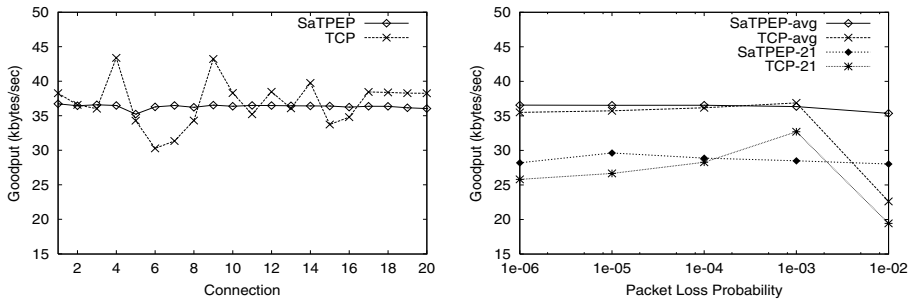 50
45
40
35
30
25
20
15
Goodput (kbytes/sec)
SaTPEP
TCP
2 4 6 8 10 12 14 16 18 20
Connection
50
45
40
35
30
25
20
15
Goodput (kbytes/sec)
SaTPEP-avg
TCP-avg
SaTPEP-21
TCP-21
1e-06 1e-05 1e-04 1e-03 1e-02
Packet Loss Probability